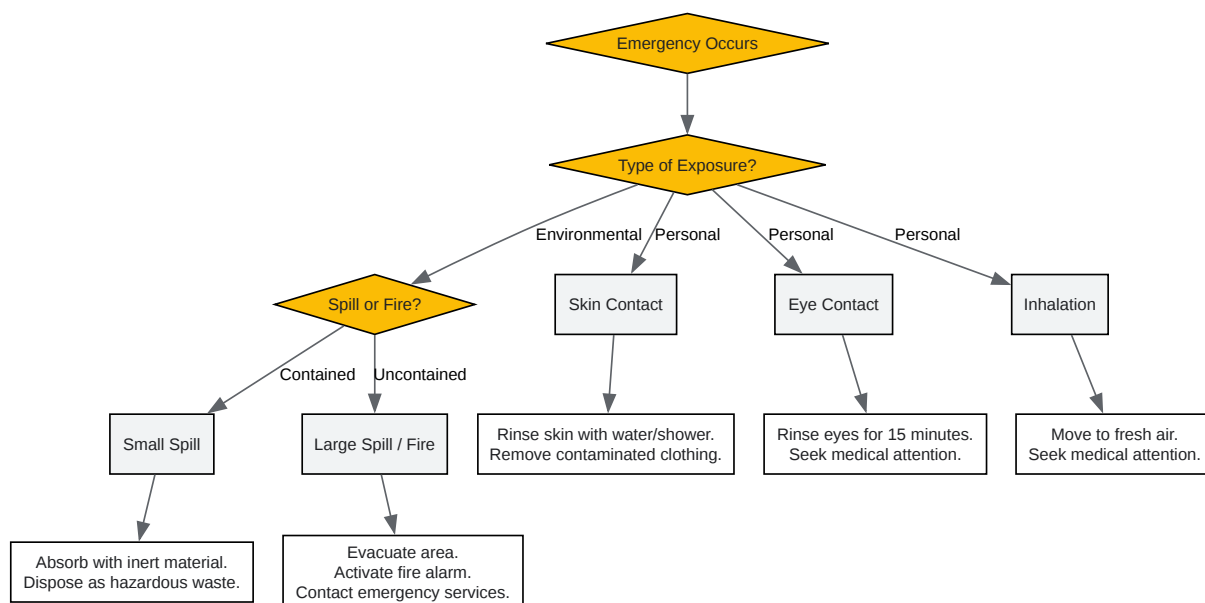 Emergency Occurs
Type of Exposure?
Environmental
Personal
Personal
Personal
Spill or Fire?
Skin Contact
Eye Contact
Inhalation
Contained
Uncontained
Small Spill
Large Spill / Fire
Rinse skin with water/shower.
Remove contaminated clothing.
Rinse eyes for 15 minutes.
Seek medical attention.
Move to fresh air.
Seek medical attention.
Absorb with inert material.
Dispose as hazardous waste.
Evacuate area.
Activate fire alarm.
Contact emergency services.